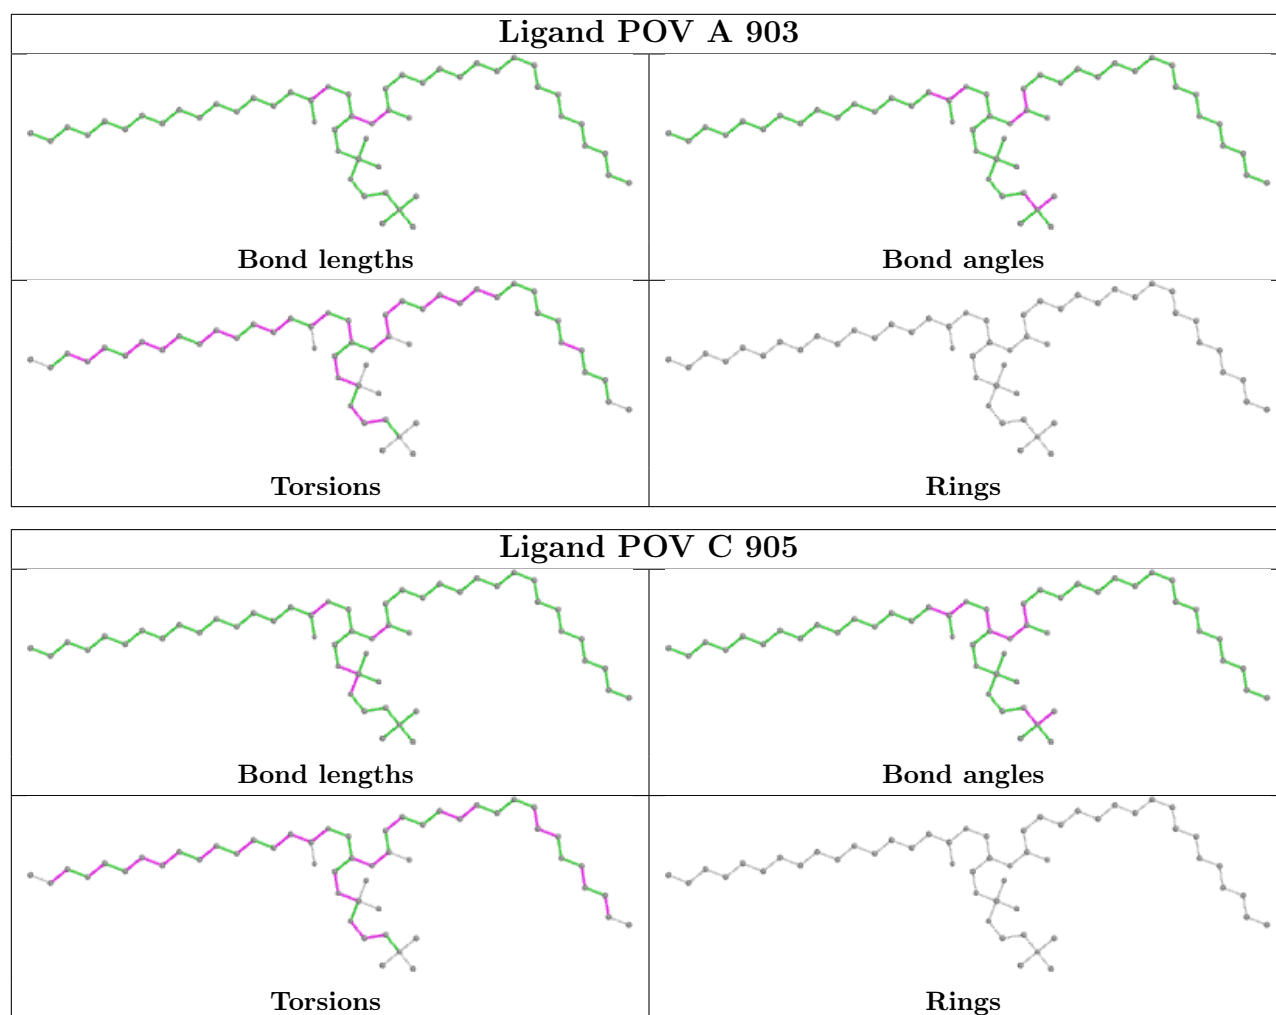 Ligand POV A 903
Bond lengths
Bond angles
Torsions
Rings
Ligand POV C 905
Bond lengths
Bond angles
Torsions
Rings